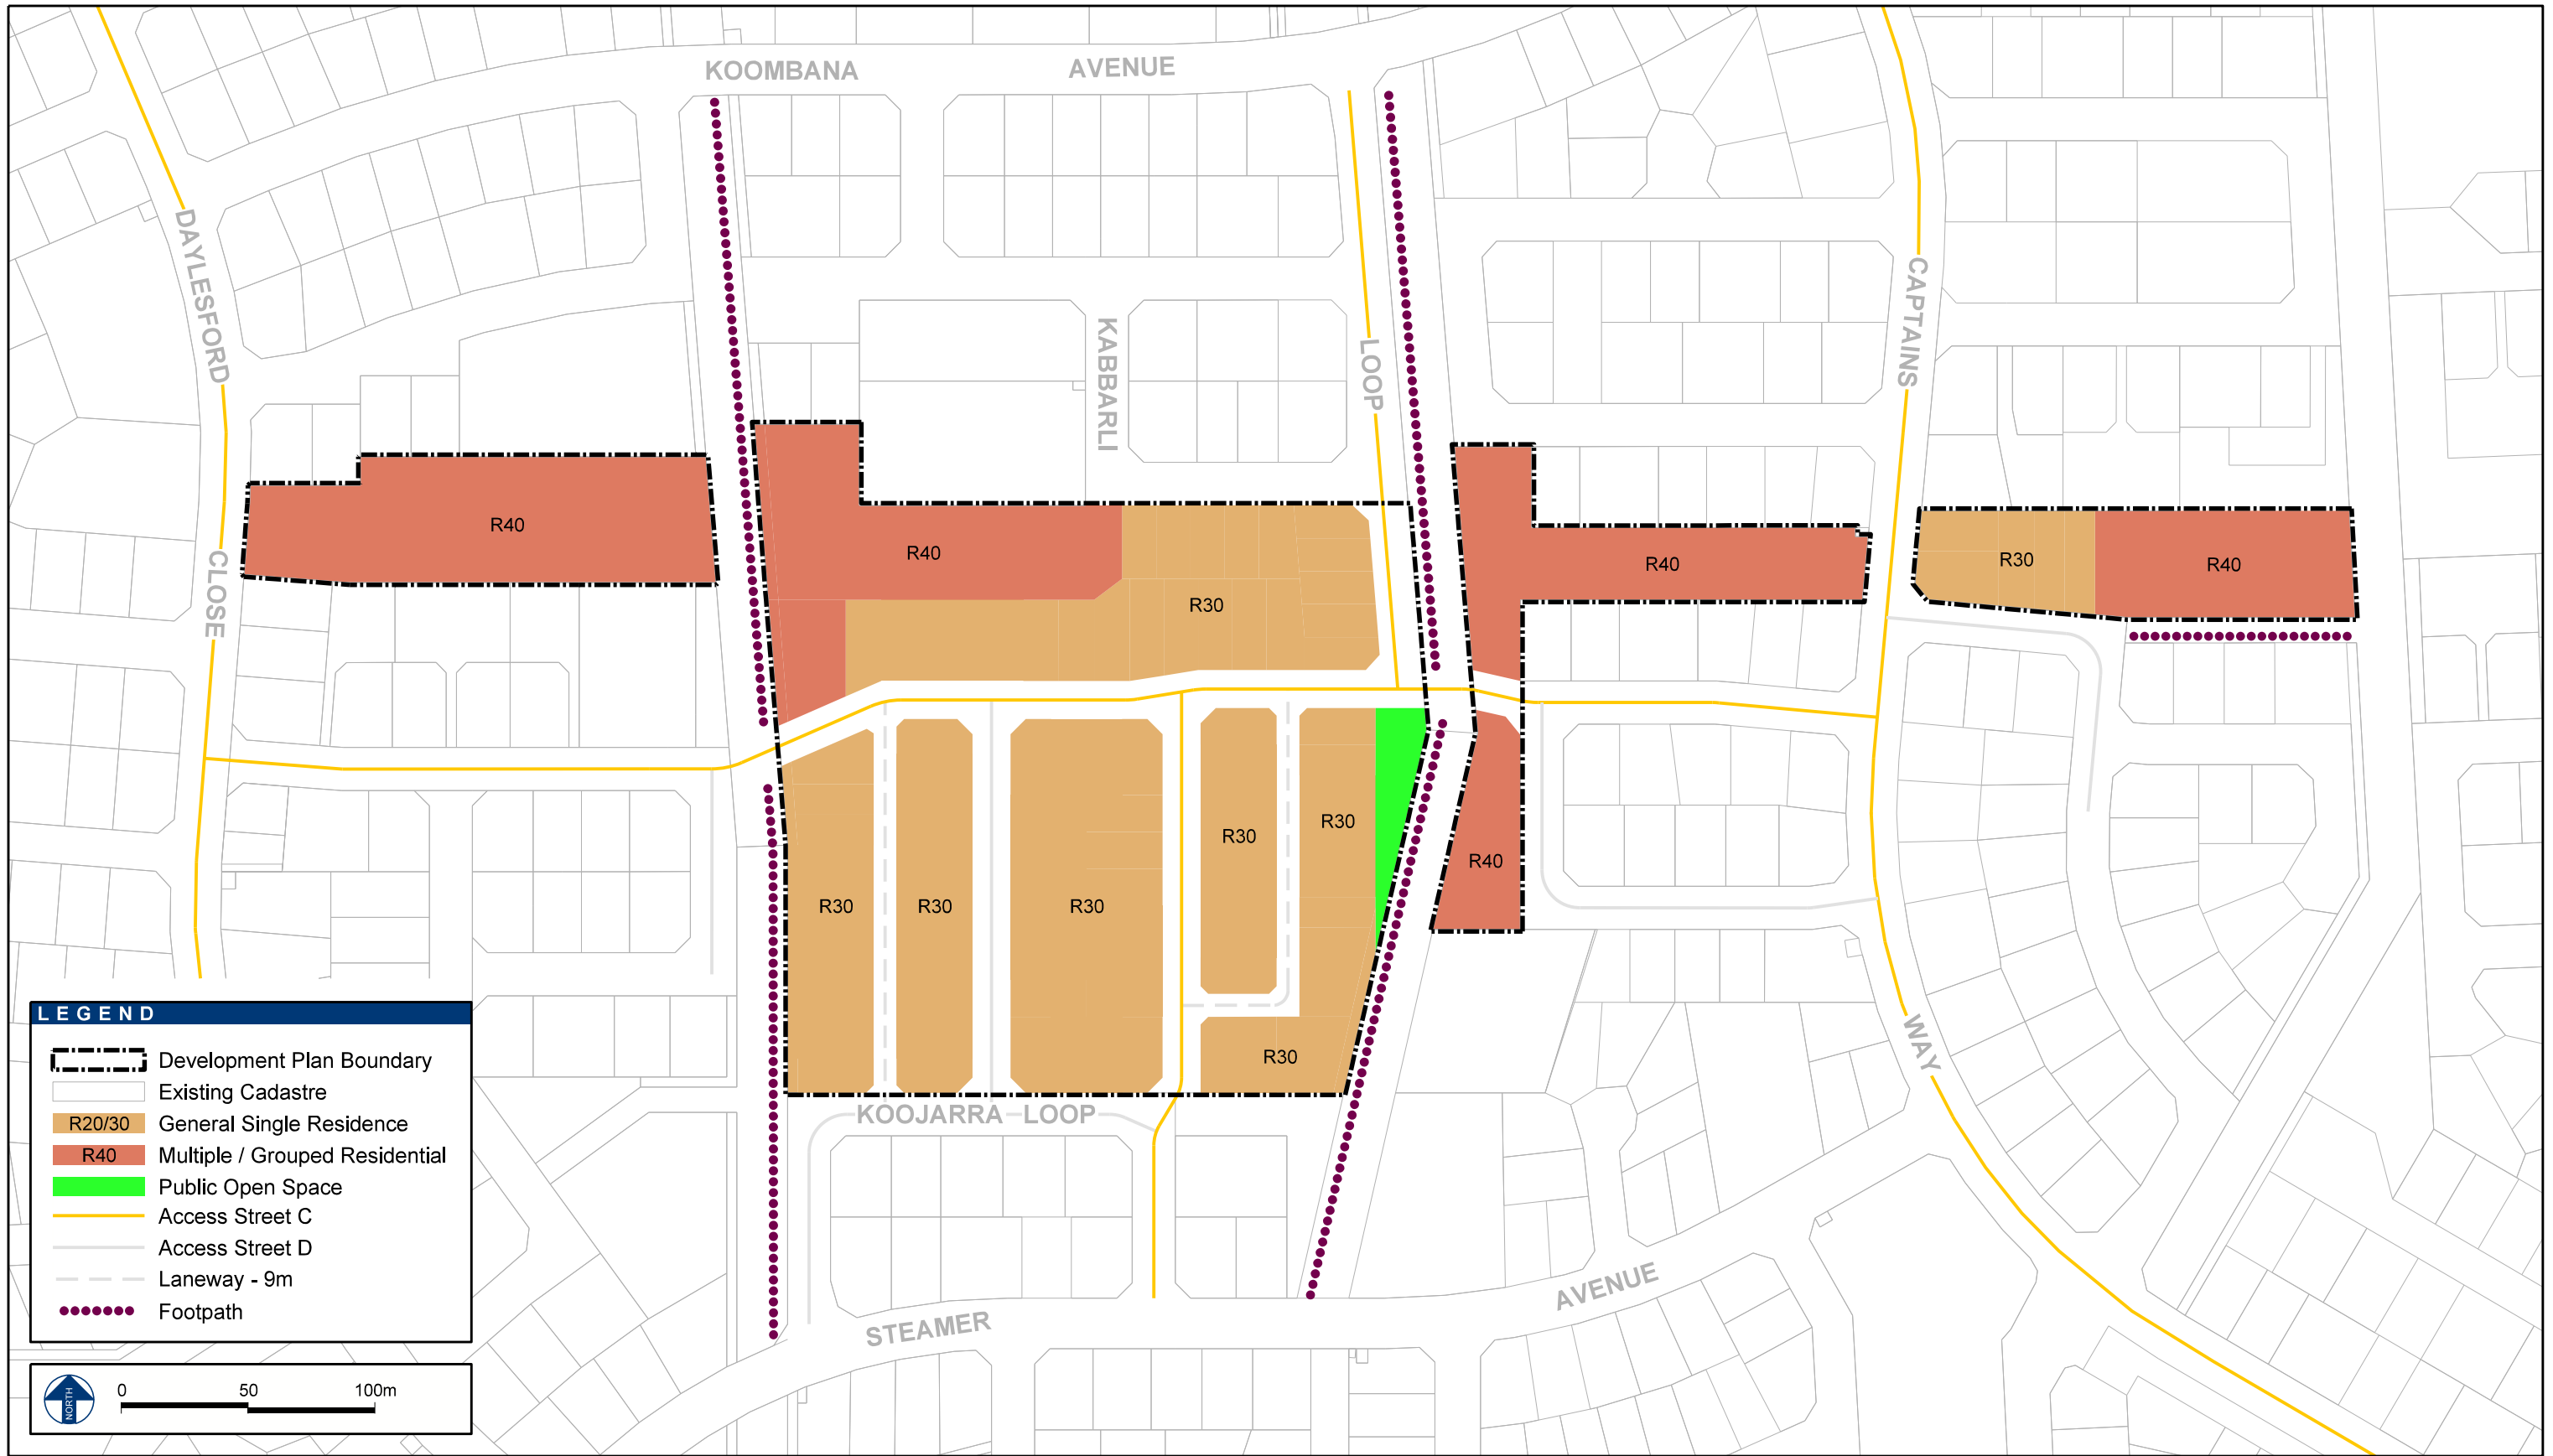 KOOMBANA AVENUE
DAYLESFORD
CLOSE
KABBARLI
LOOP
CAPTAINS
WAY
R40
R40
R30
R40
R30
R40
R30
R30
R30
R30
R30
R40
R30
KOOJARRA LOOP
STEAMER
AVENUE
LEGEND
Development Plan Boundary
Existing Cadastre
R20/30 General Single Residence
R40 Multiple / Grouped Residential
Public Open Space
Access Street C
Access Street D
Laneway - 9m
Footpath
NORTH
0 50 100m